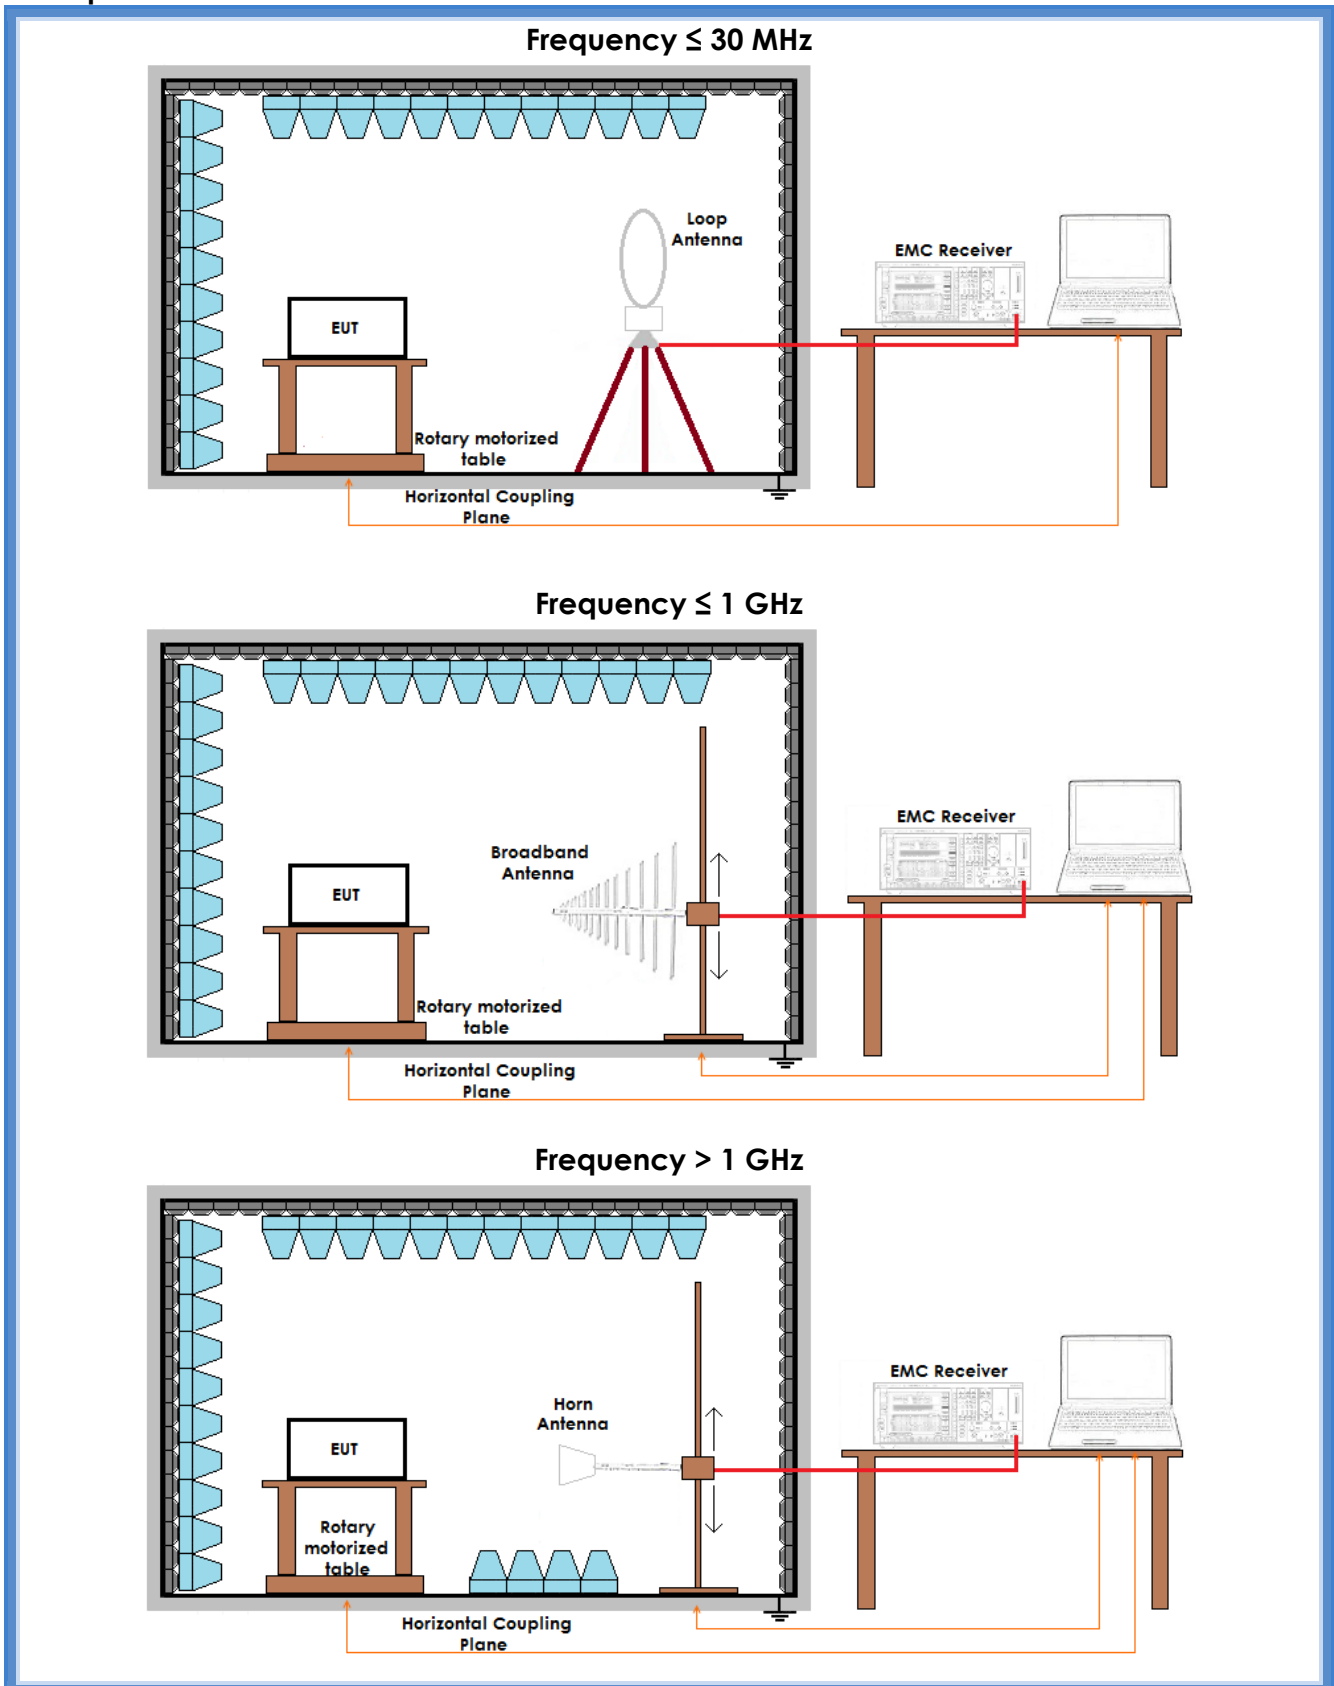 Frequency ≤ 30 MHz
Loop
Antenna
EMC Receiver
EUT
Rotary motorized
table
Horizontal Coupling
Plane
Frequency ≤ 1 GHz
EMC Receiver
Broadband
Antenna
EUT
Rotary motorized
table
Horizontal Coupling
Plane
Frequency > 1 GHz
EMC Receiver
Horn
Antenna
EUT
Rotary
motorized
table
Horizontal Coupling
Plane